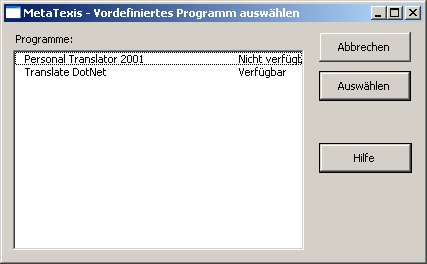 MetaTexis - Vordefiniertes Programm auswählen
Programme:
Personal Translator 2001 Nicht verfügb
Translate DotNet Verfügbar
Abbrechen
Auswählen
Hilfe